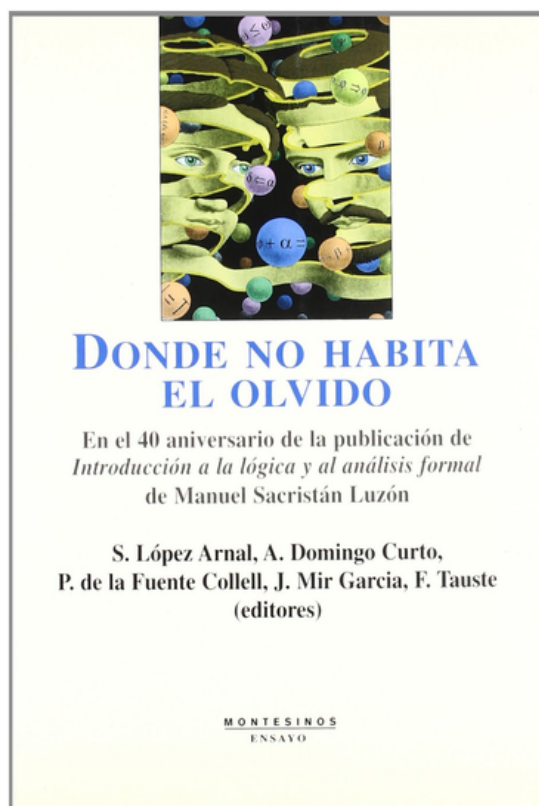 DONDE NO HABITA
EL OLVIDO
En el 40 aniversario de la publicación de
Introducción a la lógica y al análisis formal
de Manuel Sacristán Luzón
S. López Arnal, A. Domingo Curto,
P. de la Fuente Collell, J. Mir Garcia, F. Tauste
(editores)
MONTESINOS
ENSAYO